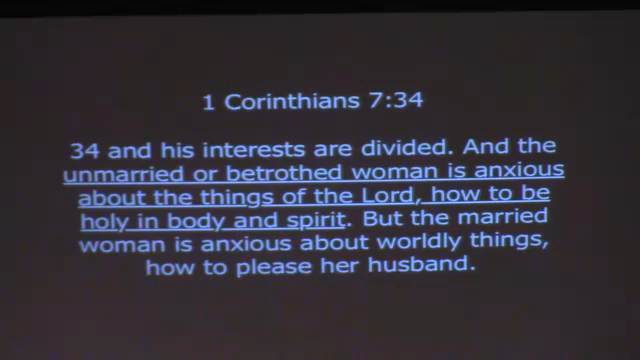 1 Corinthians 7:34
34 and his interests are divided. And the
unmarried or betrothed woman is anxious
about the things of the Lord, how to be
holy in body and spirit. But the married
woman is anxious about worldly things,
how to please her husband.